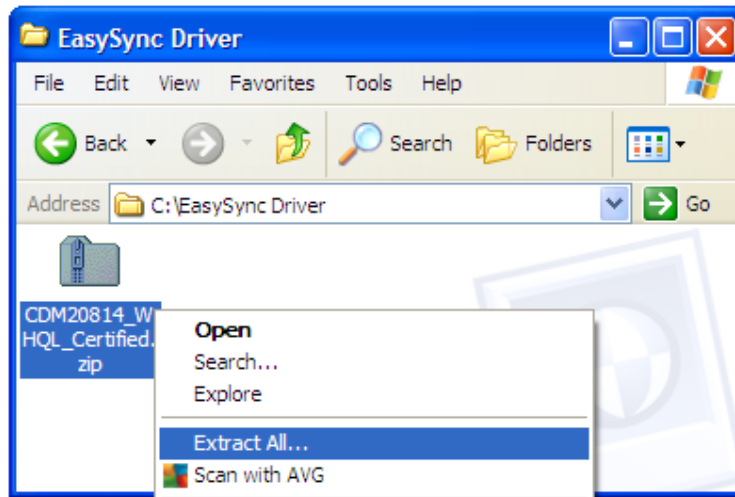 EasySync Driver
File Edit View Favorites Tools Help
Back Search Folders
Address C:\EasySync Driver Go
CDM20814_W
HQL_Certified.
zip
Open
Search...
Explore
Extract All...
Scan with AVG